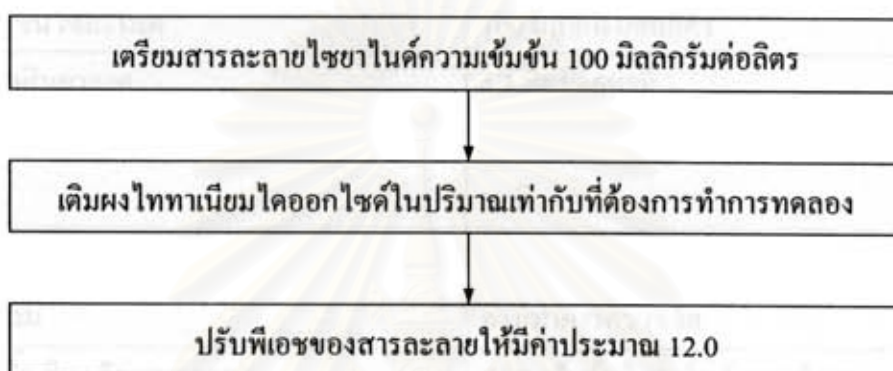 เตรียมสารละลายไซยาไนด์ความเข้มข้น 100 มิลลิกรัมต่อลิตร
เติมผงไททาเนียมไดออกไซด์ในปริมาณเท่ากับที่ต้องการทำการทดลอง
ปรับพีเอชของสารละลายให้มีค่าประมาณ 12.0